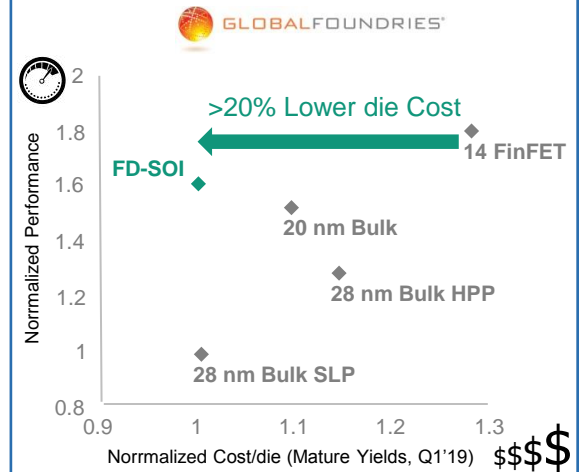 GLOBALFOUNDRIES®
2
>20% Lower die Cost
1.8
14 FinFET
FD-SOI
1.6
20 nm Bulk
1.4
28 nm Bulk HPP
1.2
1
28 nm Bulk SLP
0.8
0.9 1 1.1 1.2 1.3
Norrmalized Performance
Norrmalized Cost/die (Mature Yields, Q1'19) $$$$